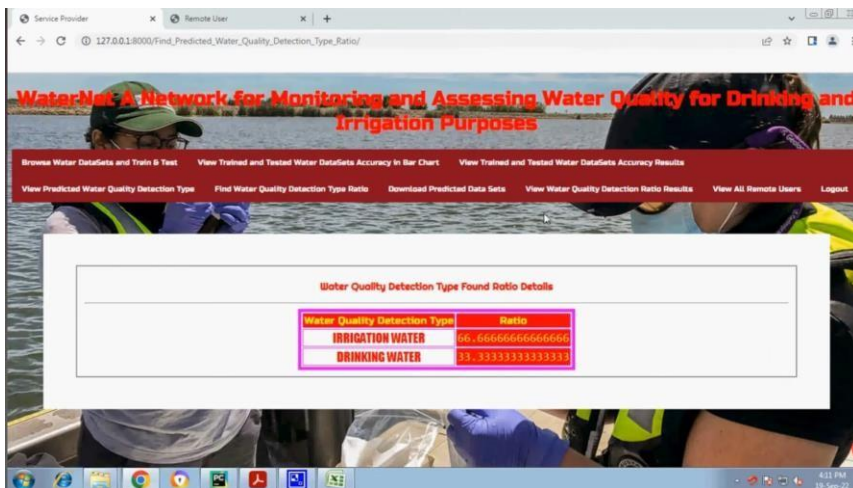 Service Provider
Remote User
127.0.0.1:8000/Find_Predicted_Water_Quality_Detection_Type_Ratio/
WaterNet A Network for Monitoring and Assessing Water Quality for Drinking and
Irrigation Purposes
Browse Water DataSets and Train & Test View Trained and Tested Water DataSets Accuracy in Bar Chart View Trained and Tested Water DataSets Accuracy Results
View Predicted Water Quality Detection Type Find Water Quality Detection Type Ratio Download Predicted Data Sets View Water Quality Detection Ratio Results View All Remote Users Logout
Water Quality Detection Type Found Ratio Details
Water Quality Detection Type Ratio
IRRIGATION WATER 66.66666666666666
DRINKING WATER 33.33333333333333
4:11 PM
19-Sep-22